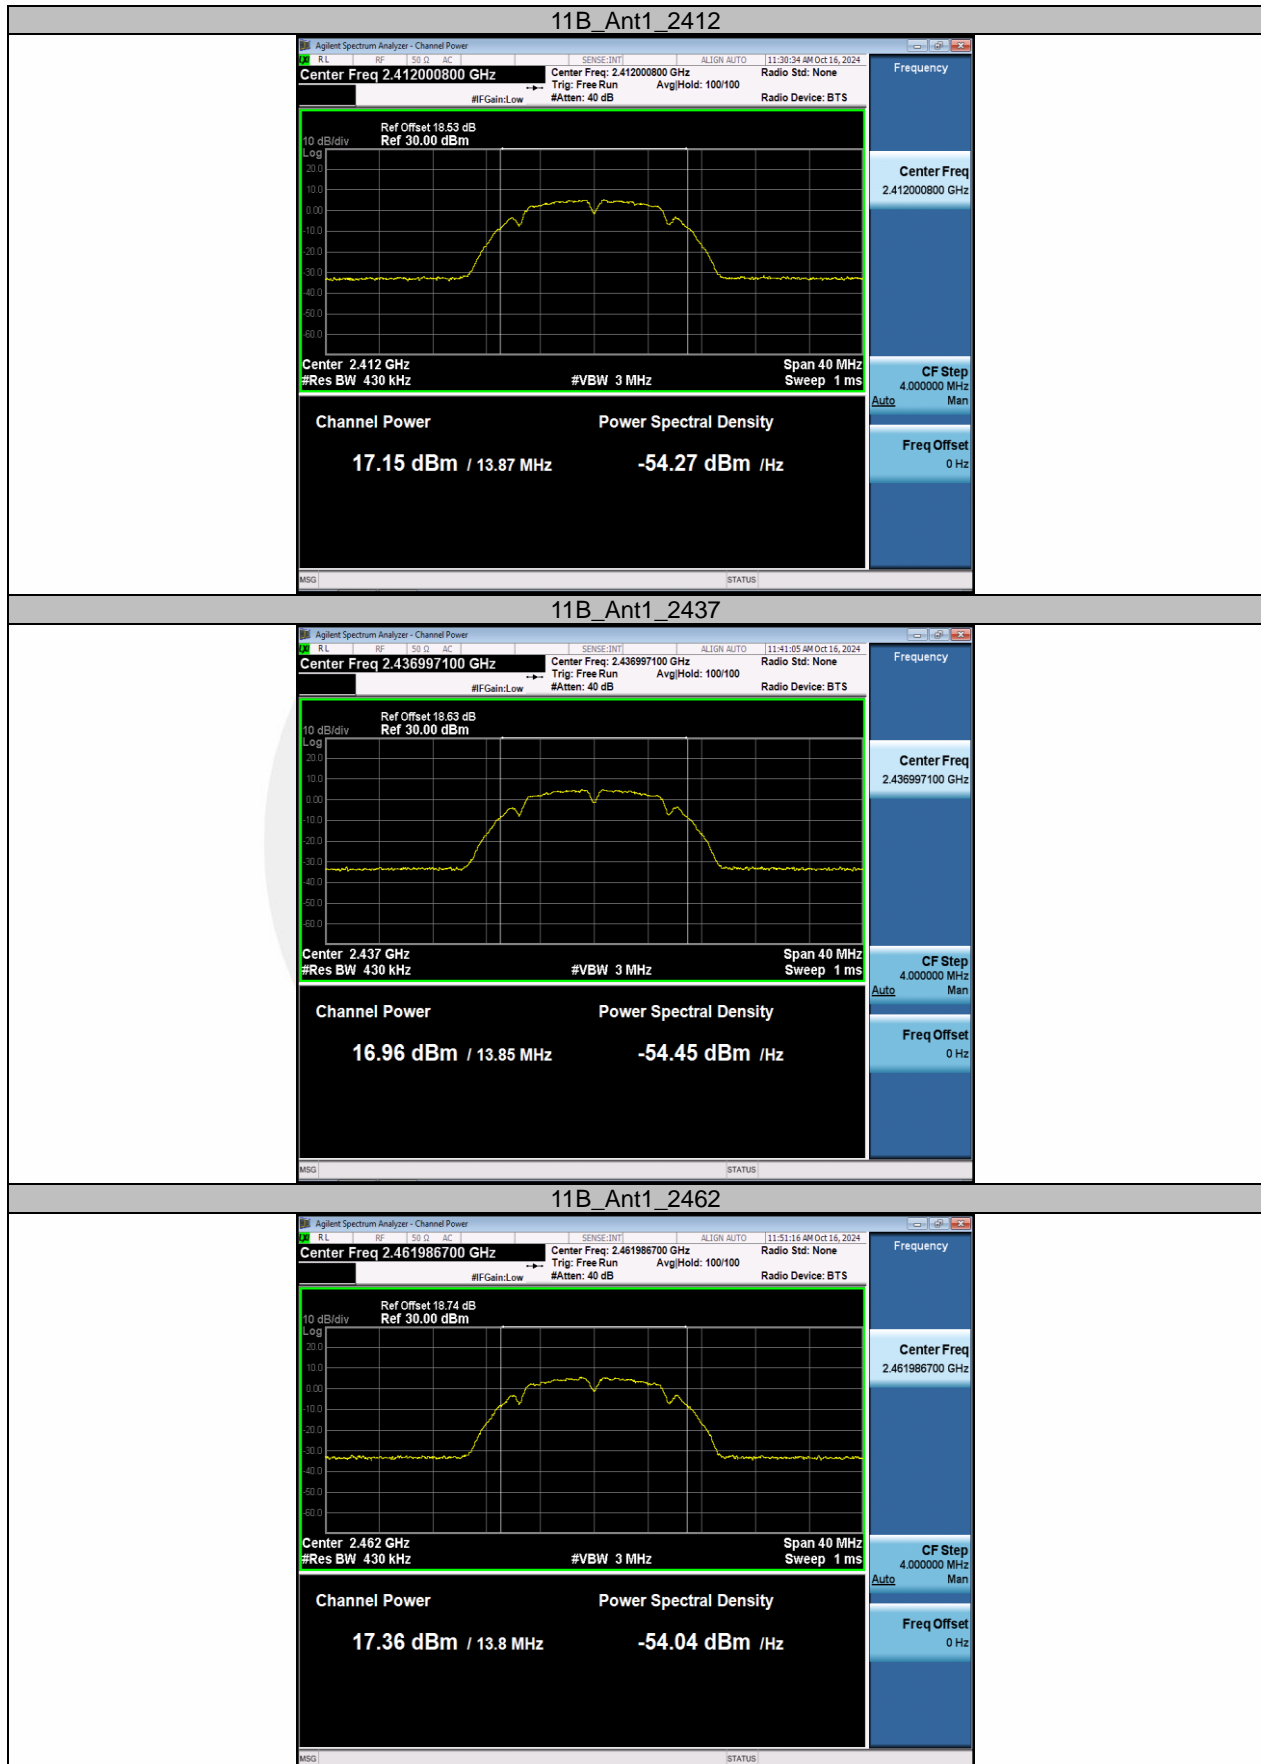 11B_Ant1_2412
Agilent Spectrum Analyzer - Channel Power
LXI RL RF 50 Ω AC SENSE:INT ALIGN AUTO 11:30:34 AM Oct 16, 2024
Center Freq 2.412000800 GHz Center Freq: 2.412000800 GHz Radio Std: None Frequency
Trig: Free Run Avg|Hold: 100/100
#IFGain:Low #Atten: 40 dB Radio Device: BTS
Ref Offset 18.53 dB
10 dB/div Ref 30.00 dBm
Log
20.0
10.0
0.00
-10.0
-20.0
-30.0
-40.0
-50.0
-60.0
Center Freq
2.412000800 GHz
Center 2.412 GHz Span 40 MHz
#Res BW 430 kHz #VBW 3 MHz Sweep 1 ms
CF Step
4.000000 MHz
Auto Man
Channel Power Power Spectral Density
17.15 dBm / 13.87 MHz -54.27 dBm /Hz
Freq Offset
0 Hz
MSG STATUS
11B_Ant1_2437
Agilent Spectrum Analyzer - Channel Power
LXI RL RF 50 Ω AC SENSE:INT ALIGN AUTO 11:41:05 AM Oct 16, 2024
Center Freq 2.436997100 GHz Center Freq: 2.436997100 GHz Radio Std: None Frequency
Trig: Free Run Avg|Hold: 100/100
#IFGain:Low #Atten: 40 dB Radio Device: BTS
Ref Offset 18.63 dB
10 dB/div Ref 30.00 dBm
Log
20.0
10.0
0.00
-10.0
-20.0
-30.0
-40.0
-50.0
-60.0
Center Freq
2.436997100 GHz
Center 2.437 GHz Span 40 MHz
#Res BW 430 kHz #VBW 3 MHz Sweep 1 ms
CF Step
4.000000 MHz
Auto Man
Channel Power Power Spectral Density
16.96 dBm / 13.85 MHz -54.45 dBm /Hz
Freq Offset
0 Hz
MSG STATUS
11B_Ant1_2462
Agilent Spectrum Analyzer - Channel Power
LXI RL RF 50 Ω AC SENSE:INT ALIGN AUTO 11:51:16 AM Oct 16, 2024
Center Freq 2.461986700 GHz Center Freq: 2.461986700 GHz Radio Std: None Frequency
Trig: Free Run Avg|Hold: 100/100
#IFGain:Low #Atten: 40 dB Radio Device: BTS
Ref Offset 18.74 dB
10 dB/div Ref 30.00 dBm
Log
20.0
10.0
0.00
-10.0
-20.0
-30.0
-40.0
-50.0
-60.0
Center Freq
2.461986700 GHz
Center 2.462 GHz Span 40 MHz
#Res BW 430 kHz #VBW 3 MHz Sweep 1 ms
CF Step
4.000000 MHz
Auto Man
Channel Power Power Spectral Density
17.36 dBm / 13.8 MHz -54.04 dBm /Hz
Freq Offset
0 Hz
MSG STATUS